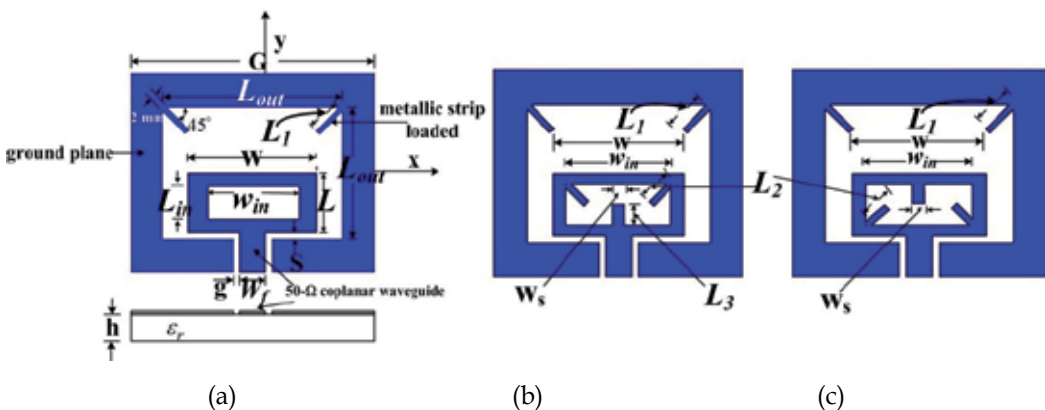 y
G
L_out
metallic strip
loaded
2 mm
45°
L_1
ground plane
w
x
L_out
L_in
w_in
L
S
g
W_f
50-Ω coplanar waveguide
h
ε_r
(a)
L_1
w
w_in
L_2
w_s
L_3
(b)
L_1
w
w_in
w_s
(c)